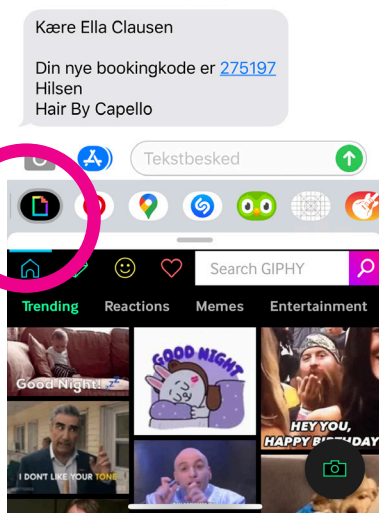 Kære Ella Clausen
Din nye bookingkode er 275197
Hilsen
Hair By Capello
Tekstbesked
Search GIPHY
Trending Reactions Memes Entertainment
Good Night!
GOOD NIGHT
HEY YOU,
HAPPY BIRTHDAY
I DON'T LIKE YOUR TONE